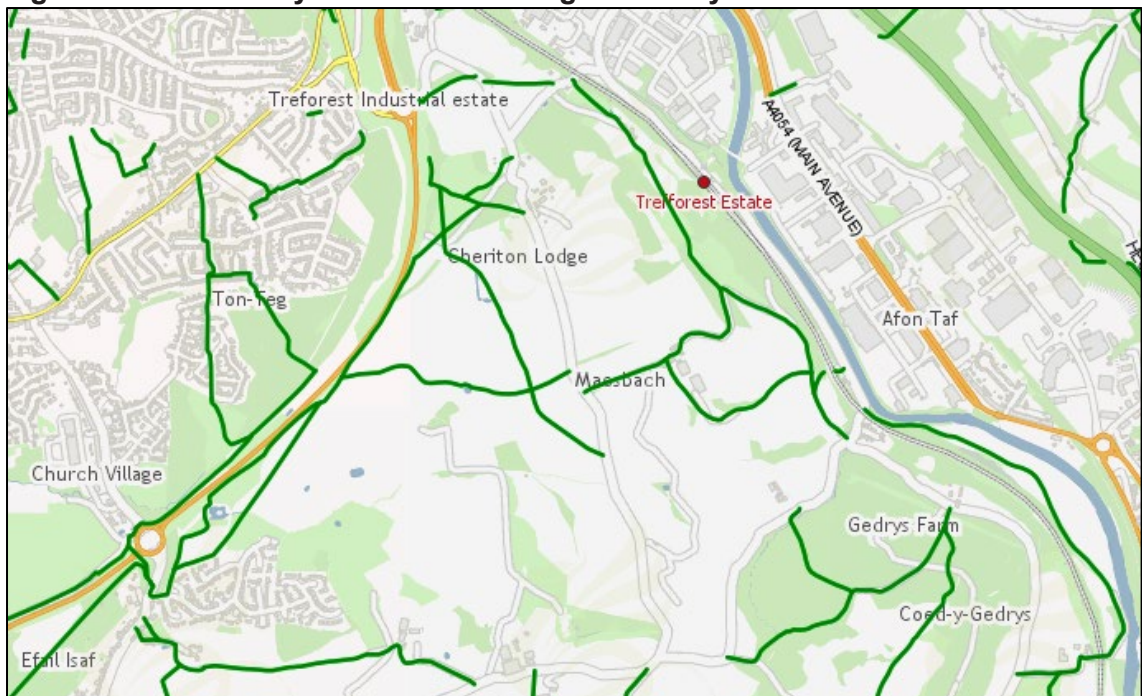 Treforest Industrial estate
A4054 (MAIN AVENUE)
Trefforest Estate
Cheriton Lodge
Ton-Teg
Afon Taf
Maesbach
Church Village
Gedrys Farm
Coed-y-Gedrys
Efail Isaf